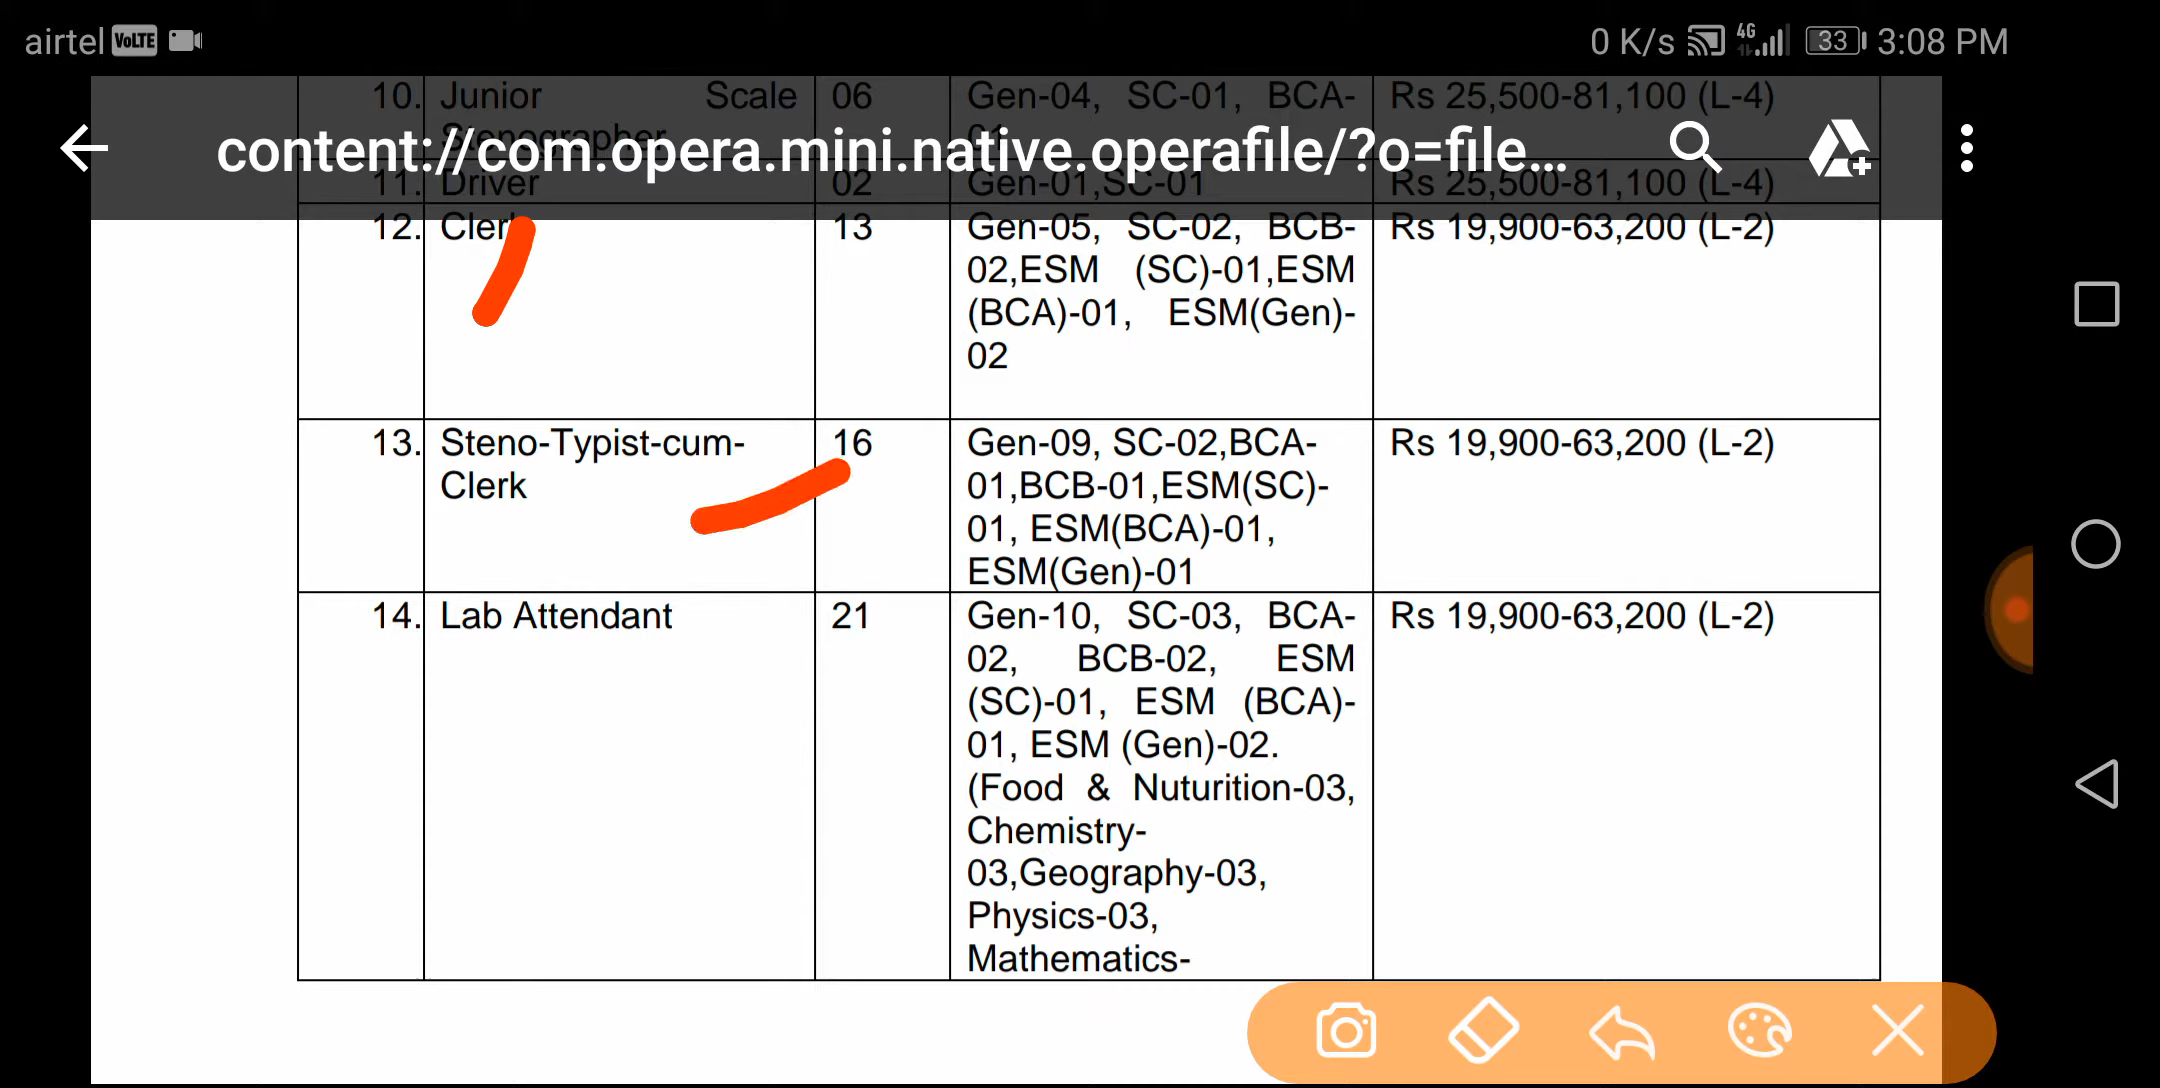 airtel VoLTE 0 K/s 4G 33 3:08 PM
10. Junior Scale 06 Gen-04, SC-01, BCA- Rs 25,500-81,100 (L-4)
Stenographer 01
content://com.opera.mini.native.operafile/?o=file...
11. Driver 02 Gen-01,SC-01 Rs 25,500-81,100 (L-4)
12. Clerk 13 Gen-05, SC-02, BCB- Rs 19,900-63,200 (L-2)
02,ESM (SC)-01,ESM
(BCA)-01, ESM(Gen)-
02
13. Steno-Typist-cum- 16 Gen-09, SC-02,BCA- Rs 19,900-63,200 (L-2)
Clerk 01,BCB-01,ESM(SC)-
01, ESM(BCA)-01,
ESM(Gen)-01
14. Lab Attendant 21 Gen-10, SC-03, BCA- Rs 19,900-63,200 (L-2)
02, BCB-02, ESM
(SC)-01, ESM (BCA)-
01, ESM (Gen)-02.
(Food & Nuturition-03,
Chemistry-
03,Geography-03,
Physics-03,
Mathematics-